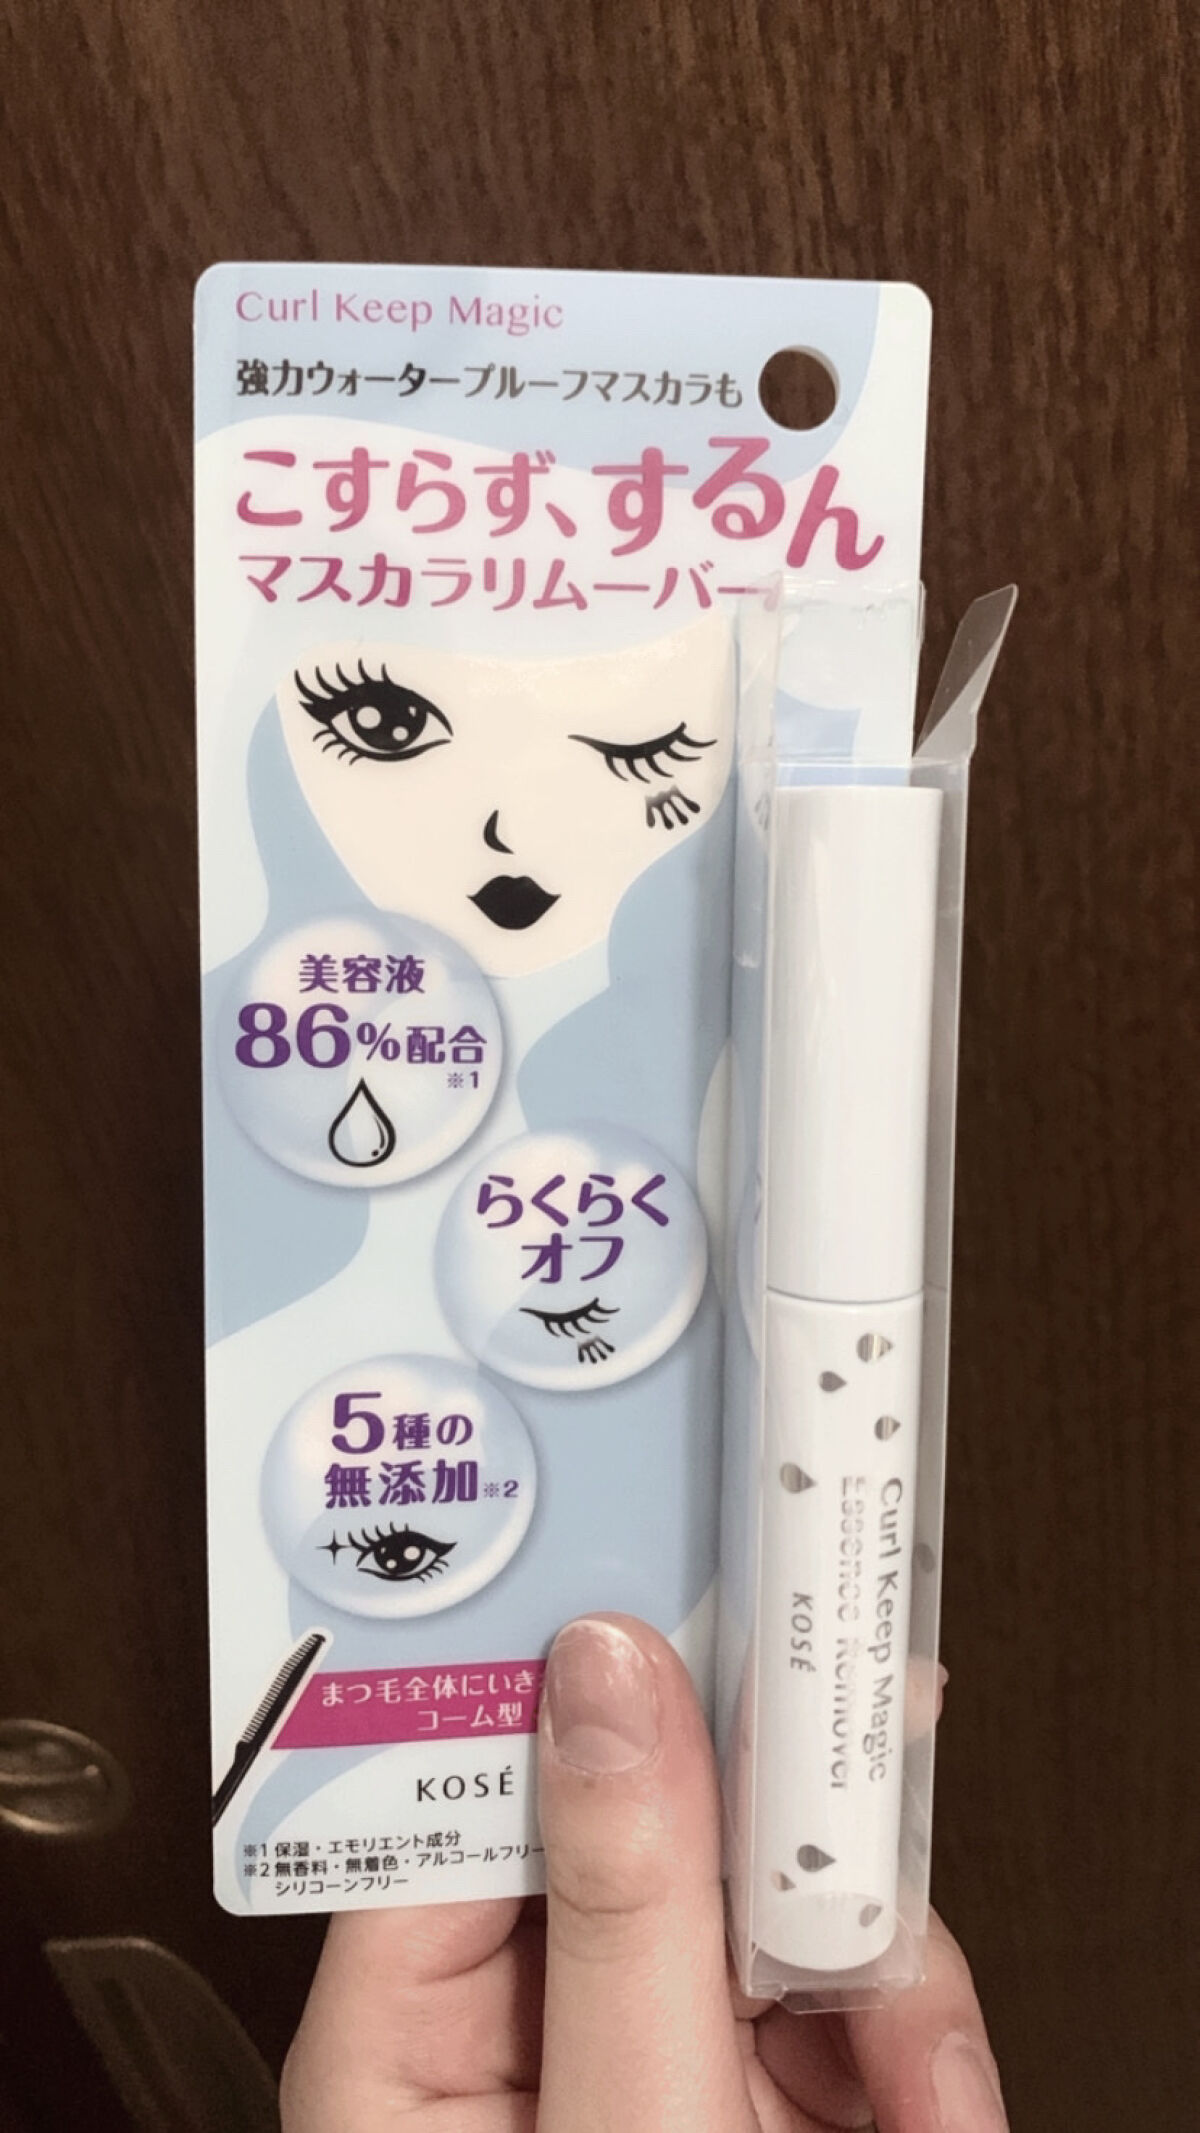 Curl Keep Magic
強力ウォータープルーフマスカラも
こすらず、するん
マスカラリムーバー
美容液
86%配合
※1
らくらく
オフ
5種の
無添加※2
まつ毛全体にいき
コーム型
KOSÉ
※1 保湿・エモリエント成分
※2 無香料・無着色・アルコールフリー
シリコーンフリー
Curl Keep Magic
Essence Remover
KOSÉ